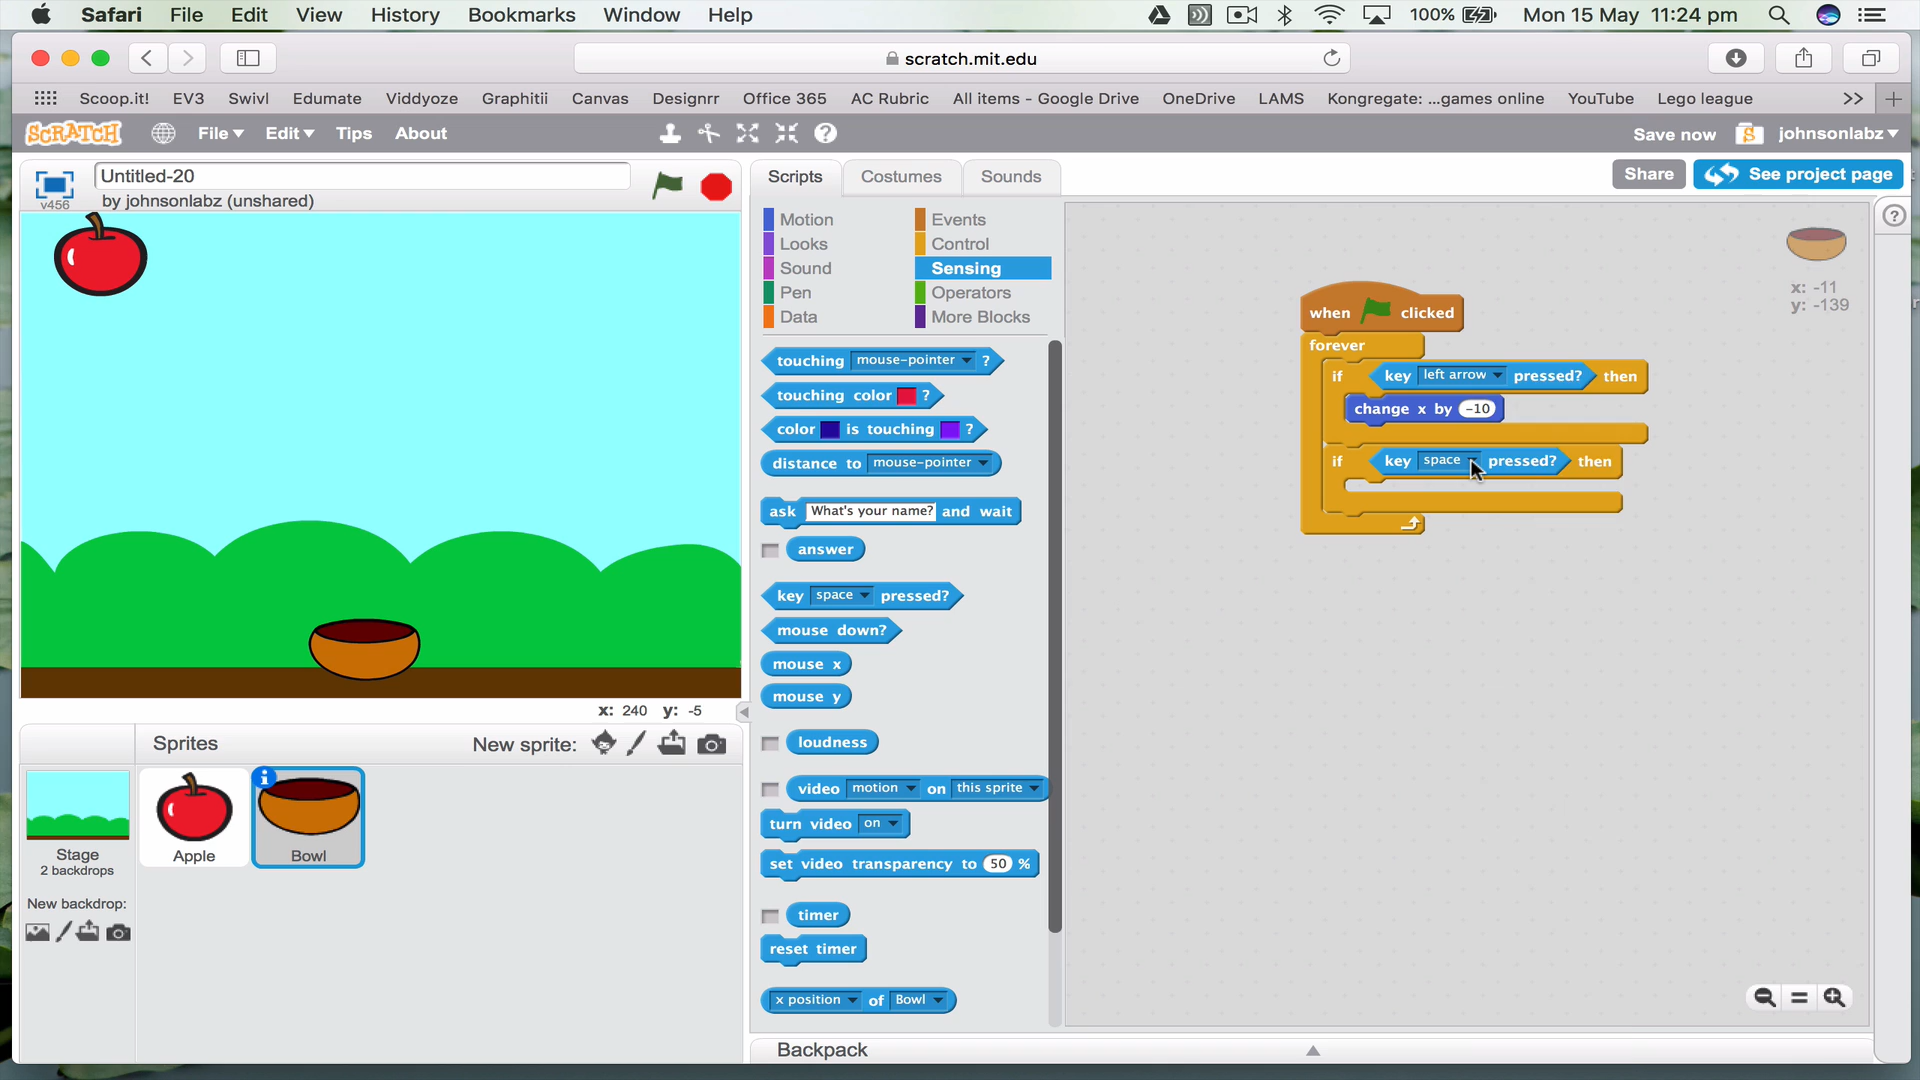 Safari File Edit View History Bookmarks Window Help 100% Mon 15 May 11:24 pm
scratch.mit.edu
Scoop.it! EV3 Swivl Edumate Viddyoze Graphitii Canvas Designrr Office 365 AC Rubric All items - Google Drive OneDrive LAMS Kongregate: ...games online YouTube Lego league >>
SCRATCH File Edit Tips About Save now johnsonlabz
Untitled-20
by johnsonlabz (unshared)
v456
Scripts Costumes Sounds
Share See project page
Motion Events
Looks Control
Sound Sensing
Pen Operators
Data More Blocks
touching mouse-pointer ?
touching color ?
color is touching ?
distance to mouse-pointer
ask What's your name? and wait
answer
key space pressed?
mouse down?
mouse x
mouse y
loudness
video motion on this sprite
turn video on
set video transparency to 50 %
timer
reset timer
x position of Bowl
when clicked
forever
if key left arrow pressed? then
change x by -10
if key space pressed? then
x: -11
y: -139
x: 240 y: -5
Sprites New sprite:
Stage
2 backdrops
New backdrop:
Apple
Bowl
Backpack